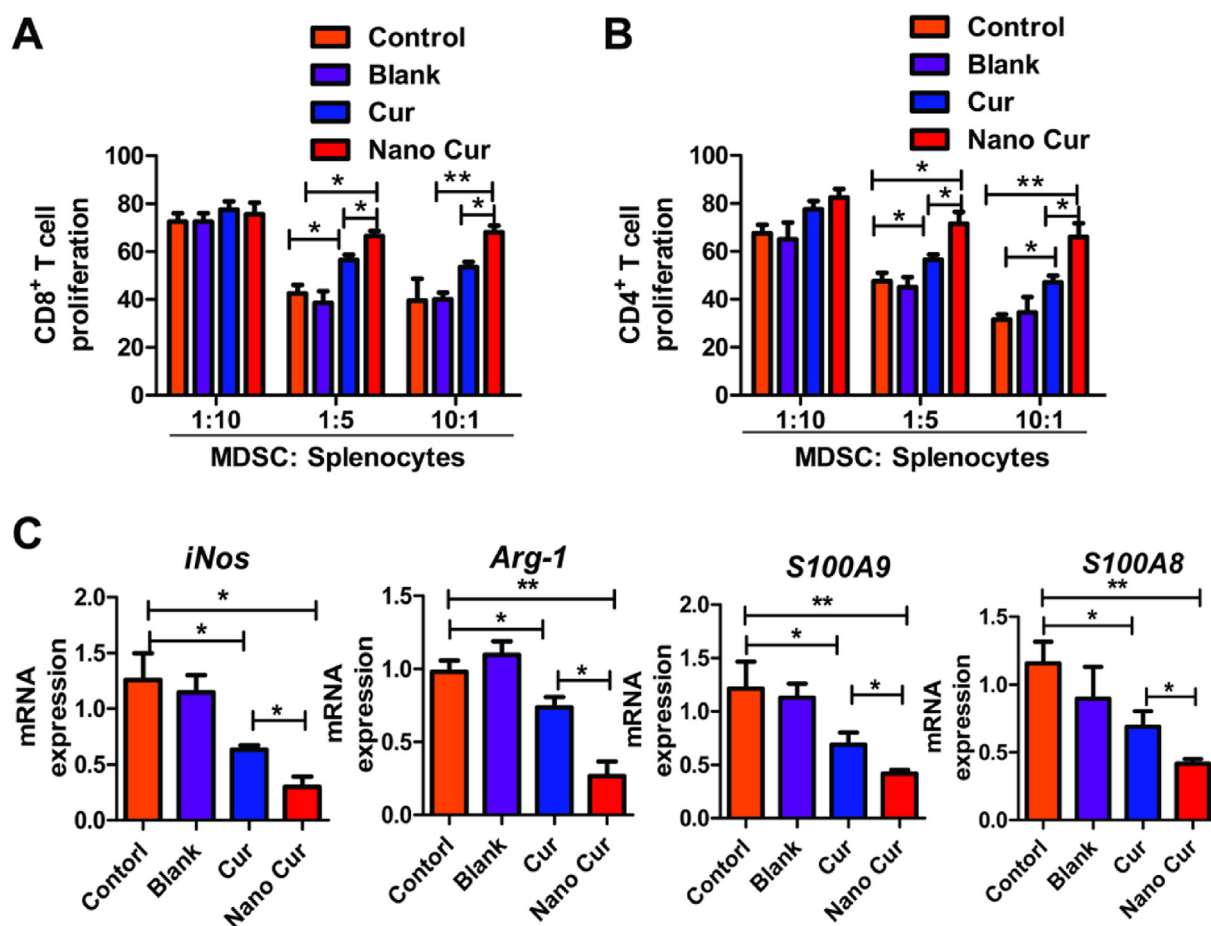 A
Control
Blank
Cur
Nano Cur
CD8+ T cell
proliferation
100
80
60
40
20
0
*
*
*
**
*
1:10 1:5 10:1
MDSC: Splenocytes
B
Control
Blank
Cur
Nano Cur
CD4+ T cell
proliferation
100
80
60
40
20
0
*
*
*
**
*
*
1:10 1:5 10:1
MDSC: Splenocytes
C
iNos
mRNA
expression
2.0
1.5
1.0
0.5
0.0
*
*
*
Contorl Blank Cur Nano Cur
Arg-1
mRNA
expression
1.5
1.0
0.5
0.0
**
*
*
Control Blank Cur Nano Cur
S100A9
mRNA
expression
2.0
1.5
1.0
0.5
0.0
**
*
*
Contorl Blank Cur Nano Cur
S100A8
mRNA
expression
1.5
1.0
0.5
0.0
**
*
*
Contorl Blank Cur Nano Cur